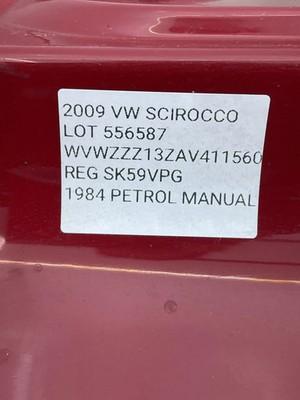 2009 VW SCIROCCO
LOT 556587
WVWZZZ13ZAV411560
REG SK59VPG
1984 PETROL MANUAL